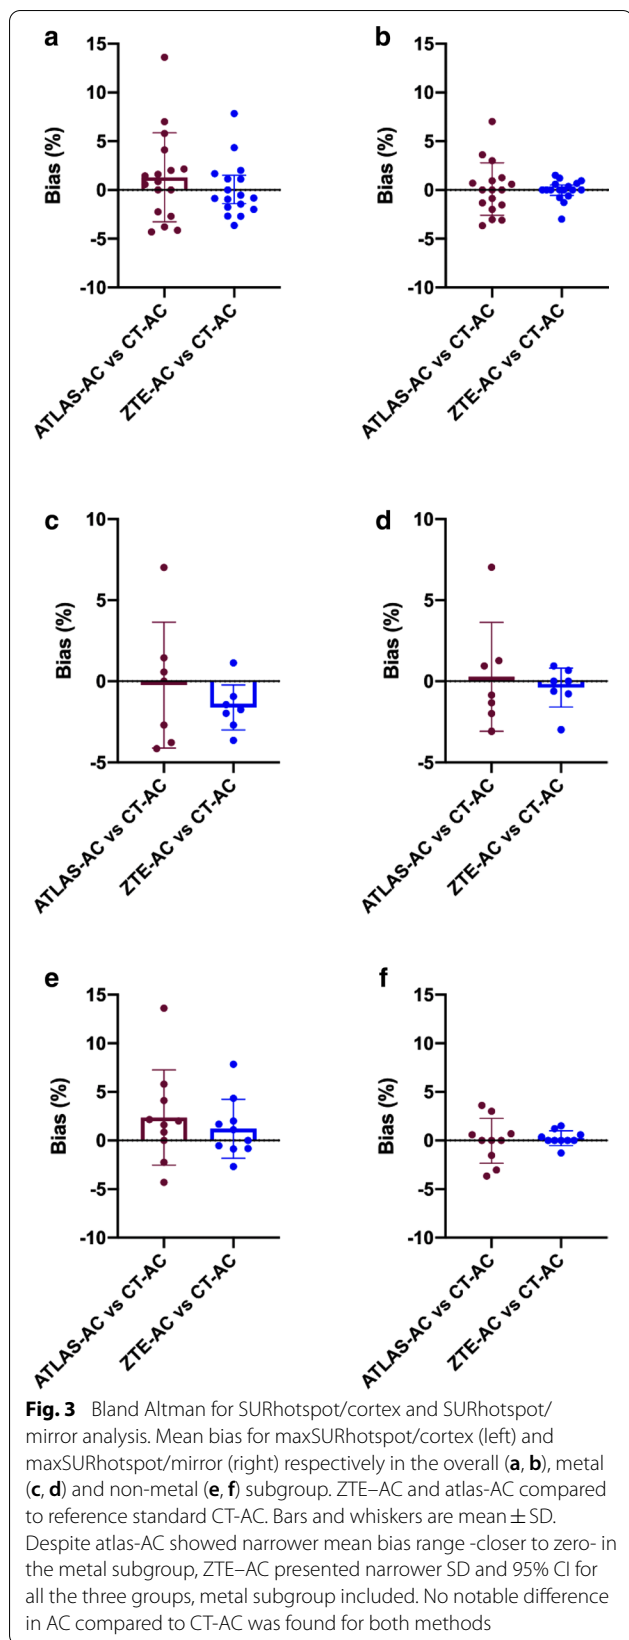 a
b
15
10
5
0
-5
-10
Bias (%)
ATLAS-AC vs CT-AC
ZTE-AC vs CT-AC
15
10
5
0
-5
-10
Bias (%)
ATLAS-AC vs CT-AC
ZTE-AC vs CT-AC
c
d
10
5
0
-5
Bias (%)
ATLAS-AC vs CT-AC
ZTE-AC vs CT-AC
10
5
0
-5
Bias (%)
ATLAS-AC vs CT-AC
ZTE-AC vs CT-AC
e
f
15
10
5
0
-5
-10
Bias (%)
ATLAS-AC vs CT-AC
ZTE-AC vs CT-AC
15
10
5
0
-5
-10
Bias (%)
ATLAS-AC vs CT-AC
ZTE-AC vs CT-AC
Fig. 3 Bland Altman for SURhotspot/cortex and SURhotspot/
mirror analysis. Mean bias for maxSURhotspot/cortex (left) and
maxSURhotspot/mirror (right) respectively in the overall (a, b), metal
(c, d) and non-metal (e, f) subgroup. ZTE–AC and atlas-AC compared
to reference standard CT-AC. Bars and whiskers are mean ± SD.
Despite atlas-AC showed narrower mean bias range -closer to zero- in
the metal subgroup, ZTE–AC presented narrower SD and 95% CI for
all the three groups, metal subgroup included. No notable difference
in AC compared to CT-AC was found for both methods